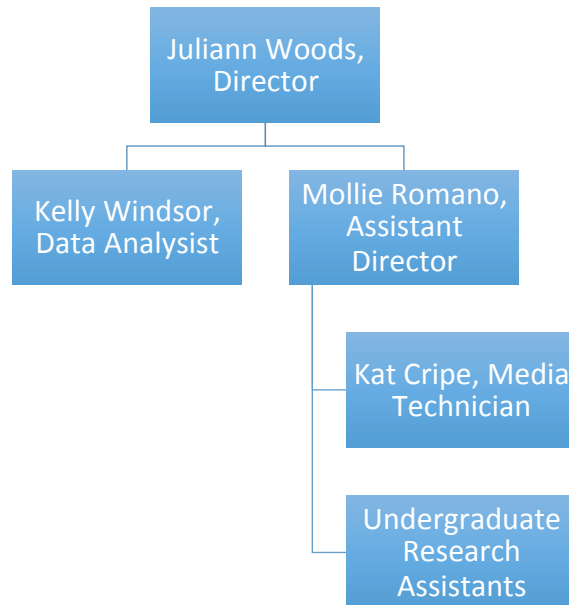 Juliann Woods,
Director
Kelly Windsor,
Data Analysist
Mollie Romano,
Assistant
Director
Kat Cripe, Media
Technician
Undergraduate
Research
Assistants